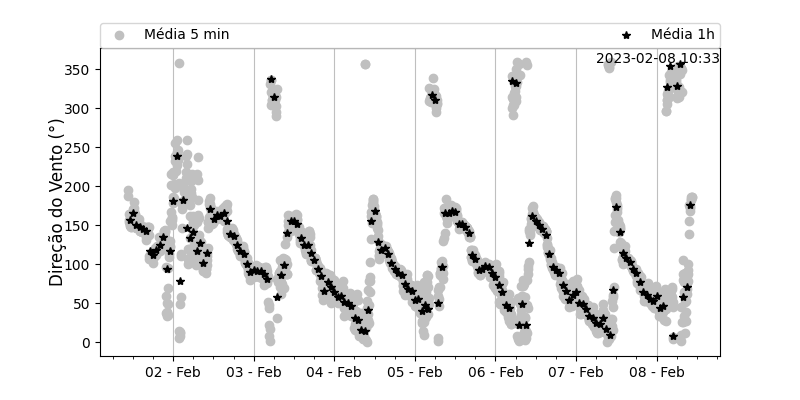 Média 5 min
Média 1h
2023-02-08 10:33
Direção do Vento (°)
350
300
250
200
150
100
50
0
02 - Feb
03 - Feb
04 - Feb
05 - Feb
06 - Feb
07 - Feb
08 - Feb